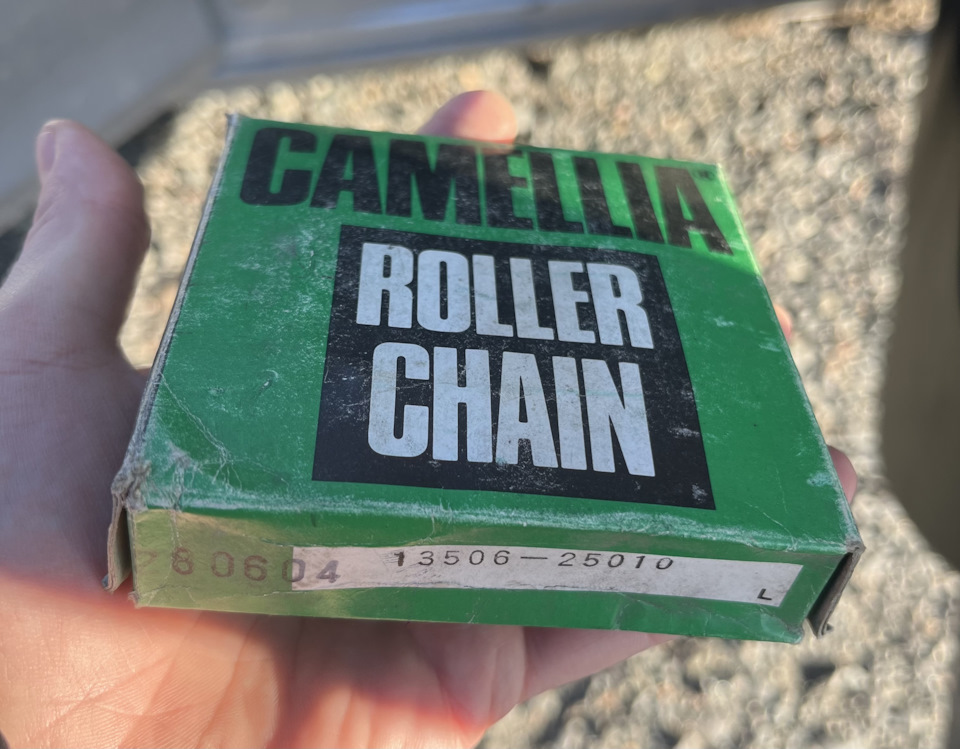 CAMELLIA
ROLLER
CHAIN
780604
13506-25010
L